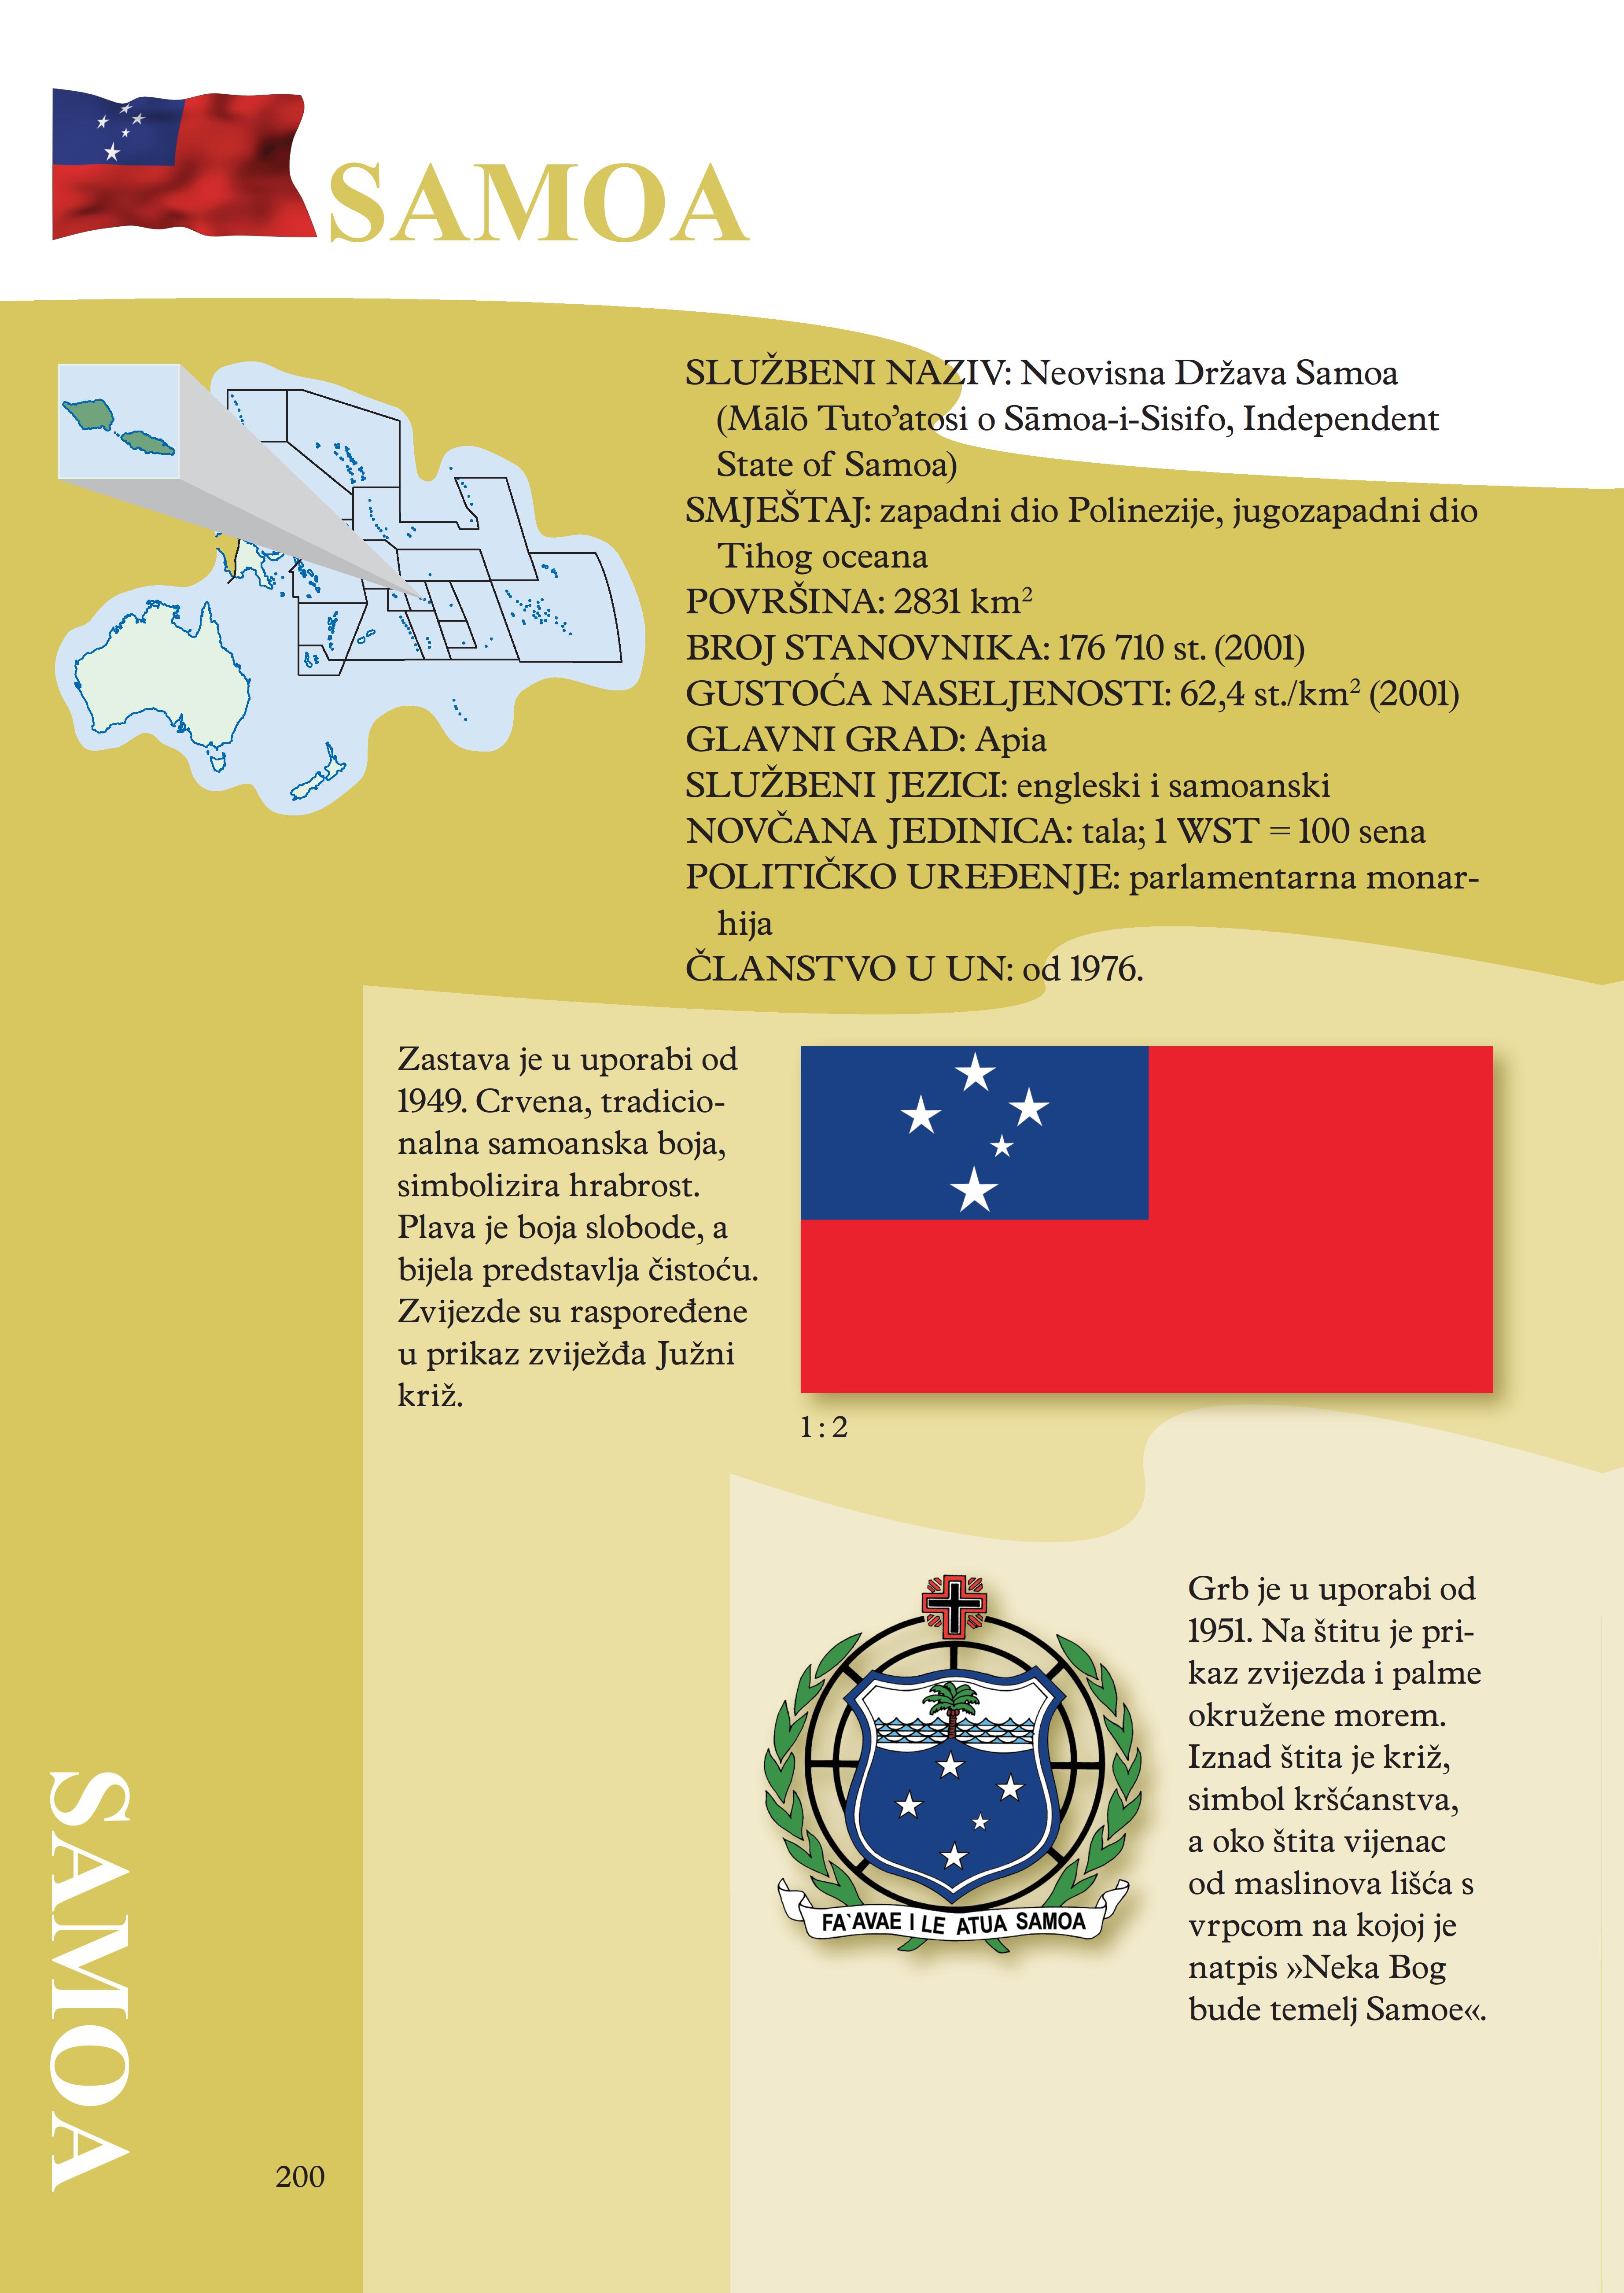 SAMOA
SLUŽBENI NAZIV: Neovisna Država Samoa
(Mālō Tuto’atosi o Sāmoa-i-Sisifo, Independent
State of Samoa)
SMJEŠTAJ: zapadni dio Polinezije, jugozapadni dio
Tihog oceana
POVRŠINA: 2831 km²
BROJ STANOVNIKA: 176 710 st. (2001)
GUSTOĆA NASELJENOSTI: 62,4 st./km² (2001)
GLAVNI GRAD: Apia
SLUŽBENI JEZICI: engleski i samoanski
NOVČANA JEDINICA: tala; 1 WST = 100 sena
POLITIČKO UREĐENJE: parlamentarna monar-
hija
ČLANSTVO U UN: od 1976.
Zastava je u uporabi od
1949. Crvena, tradicio-
nalna samoanska boja,
simbolizira hrabrost.
Plava je boja slobode, a
bijela predstavlja čistoću.
Zvijezde su raspoređene
u prikaz zviježđa Južni
križ.
1 : 2
Grb je u uporabi od
1951. Na štitu je pri-
kaz zvijezda i palme
okružene morem.
Iznad štita je križ,
simbol kršćanstva,
a oko štita vijenac
od maslinova lišća s
vrpcom na kojoj je
natpis »Neka Bog
bude temelj Samoe«.
FA`AVAE I LE ATUA SAMOA
SAMOA
200